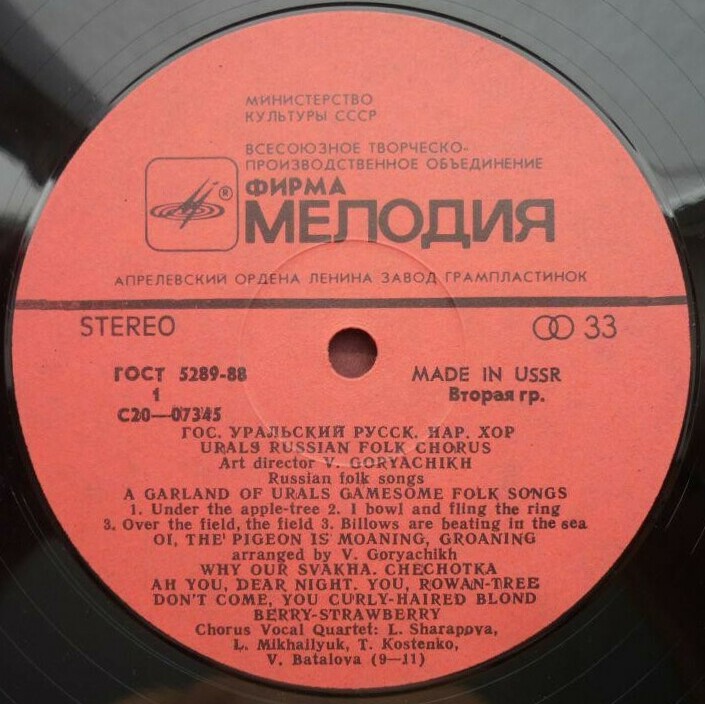 МИНИСТЕРСТВО
КУЛЬТУРЫ СССР
ВСЕСОЮЗНОЕ ТВОРЧЕСКО-
ПРОИЗВОДСТВЕННОЕ ОБЪЕДИНЕНИЕ
ФИРМА
®
МЕЛОДИЯ
АПРЕЛЕВСКИЙ ОРДЕНА ЛЕНИНА ЗАВОД ГРАМПЛАСТИНОК
STEREO 33
ГОСТ 5289-88 MADE IN USSR
1 Вторая гр.
С20—07345
ГОС. УРАЛЬСКИЙ РУССК. НАР. ХОР
URALS RUSSIAN FOLK CHORUS
Art director V. GORYACHIKH
Russian folk songs
A GARLAND OF URALS GAMESOME FOLK SONGS
1. Under the apple-tree 2. I bowl and fling the ring
3. Over the field, the field 3. Billows are beating in the sea
OI, THE PIGEON IS MOANING, GROANING
arranged by V. Goryachikh
WHY OUR SVAKHA. CHECHOTKA
AH YOU, DEAR NIGHT. YOU, ROWAN-TREE
DON'T COME, YOU CURLY-HAIRED BLOND
BERRY-STRAWBERRY
Chorus Vocal Quartet: L. Sharapova,
L. Mikhallyuk, T. Kostenko,
V. Batalova (9—11)